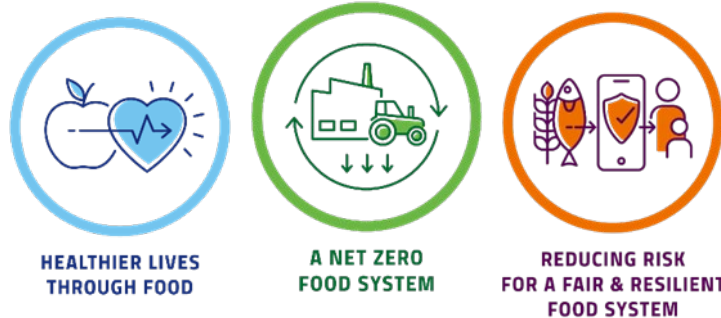 HEALTHIER LIVES
THROUGH FOOD
A NET ZERO
FOOD SYSTEM
REDUCING RISK
FOR A FAIR & RESILIENT
FOOD SYSTEM